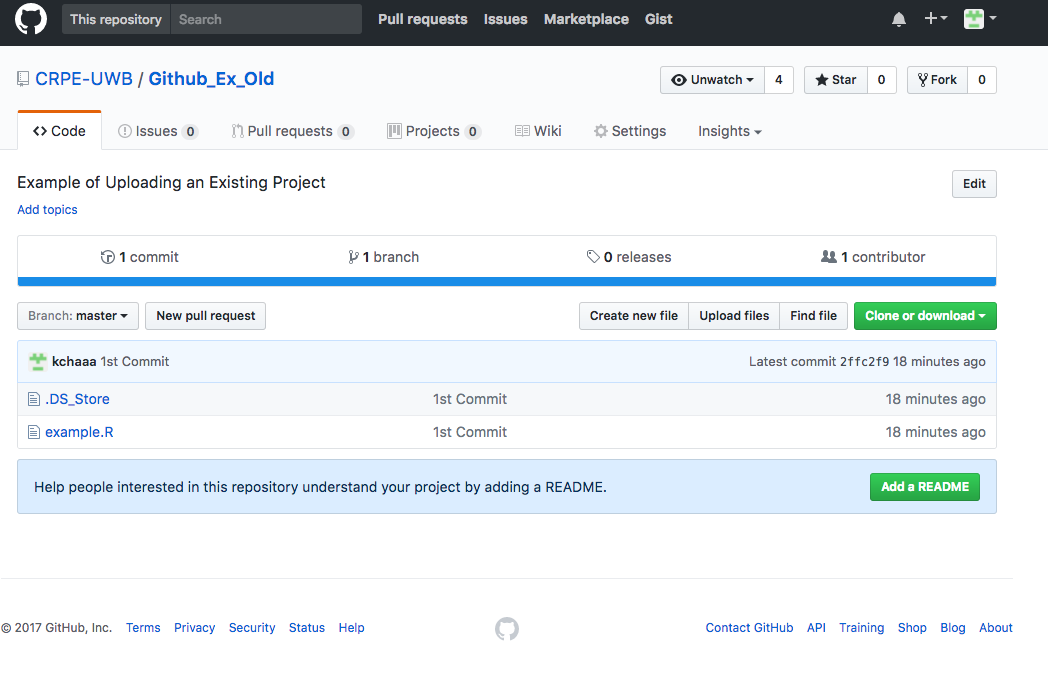 This repository Search Pull requests Issues Marketplace Gist
CRPE-UWB / Github_Ex_Old Unwatch 4 Star 0 Fork 0
Code Issues 0 Pull requests 0 Projects 0 Wiki Settings Insights
Example of Uploading an Existing Project Edit
Add topics
1 commit 1 branch 0 releases 1 contributor
Branch: master New pull request Create new file Upload files Find file Clone or download
kchaaa 1st Commit Latest commit 2ffc2f9 18 minutes ago
.DS_Store 1st Commit 18 minutes ago
example.R 1st Commit 18 minutes ago
Help people interested in this repository understand your project by adding a README. Add a README
© 2017 GitHub, Inc. Terms Privacy Security Status Help Contact GitHub API Training Shop Blog About